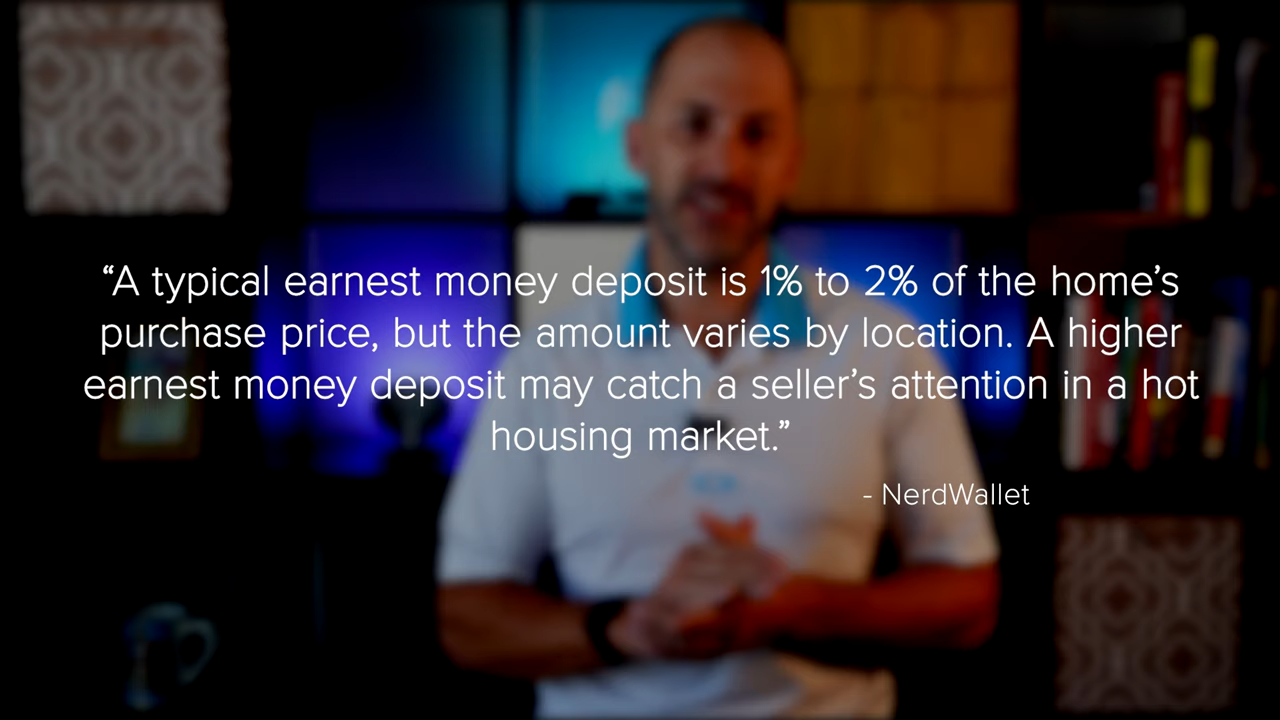 “A typical earnest money deposit is 1% to 2% of the home’s
purchase price, but the amount varies by location. A higher
earnest money deposit may catch a seller’s attention in a hot
housing market.”
- NerdWallet